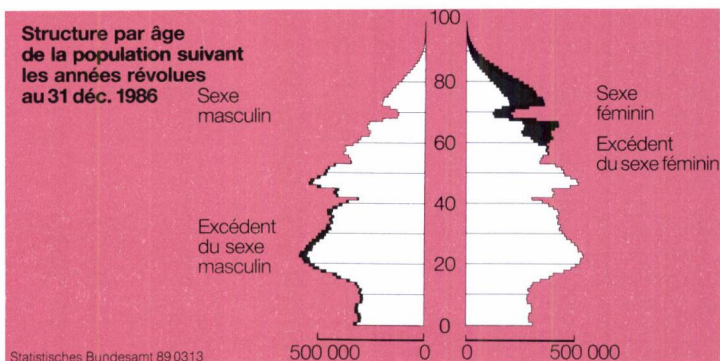 Structure par âge
de la population suivant
les années révolues
au 31 déc. 1986
Sexe
masculin
Excédent
du sexe
masculin
100
80
60
40
20
0
Sexe
féminin
Excédent
du sexe féminin
500 000
0
0
500 000
Statistisches Bundesamt 89 0313